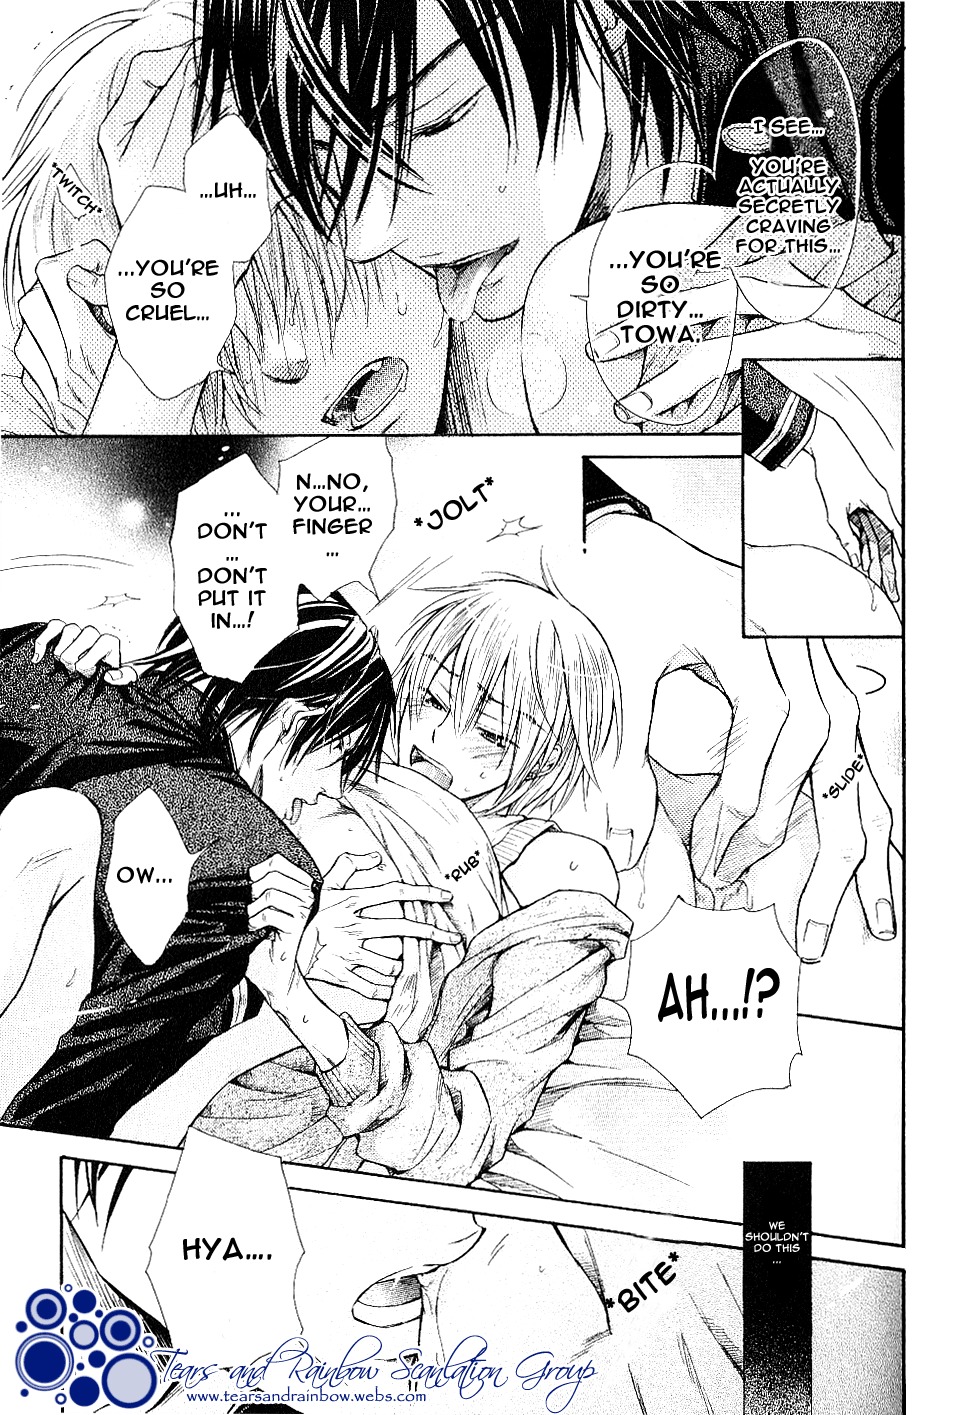 I SEE...
YOU'RE
ACTUALLY
SECRETLY
CRAVING
FOR THIS...
...YOU'RE
SO
DIRTY...
TOWA.
...UH...
...YOU'RE
SO
CRUEL...
*TWITCH*
*SLIDE*
AH...!?
*JOLT*
N...NO,
YOUR...
FINGER
...
...
DON'T
...
DON'T
PUT IT
IN...!
*RUB*
OW...
WE
SHOULDN'T
DO THIS
...
*BITE*
HYA....
Tears and Rainbow Scanlation Group
www.tearsandrainbow.webs.com